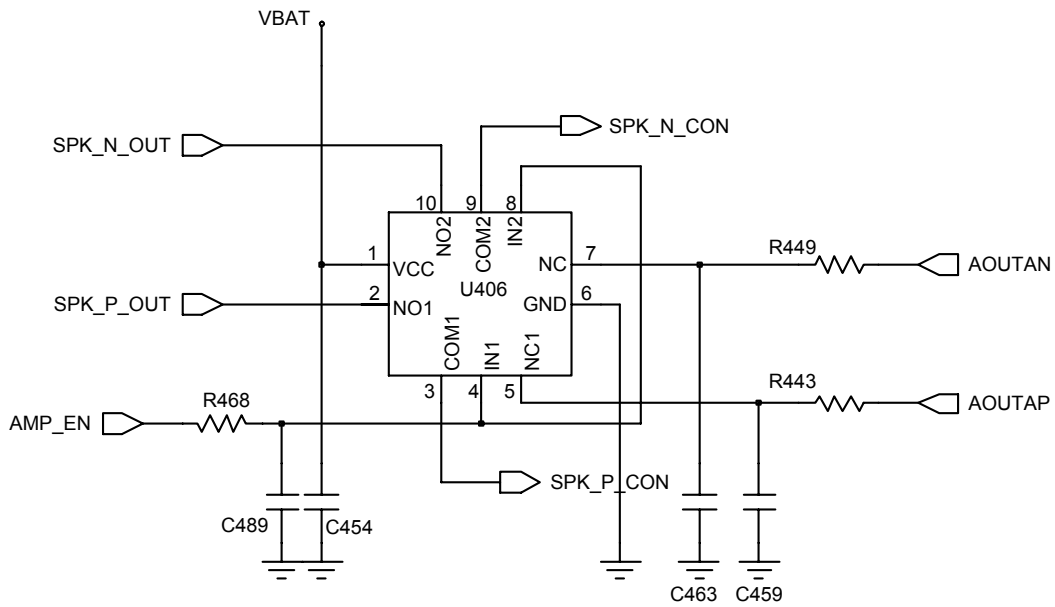 VBAT
SPK_N_CON
SPK_N_OUT
10
9
8
NO2
COM2
IN2
1
VCC
NC
7
R449
AOUTAN
U406
SPK_P_OUT
2
NO1
GND
6
COM1
IN1
NC1
3
4
5
R443
AOUTAP
R468
AMP_EN
SPK_P_CON
C489
C454
C463
C459